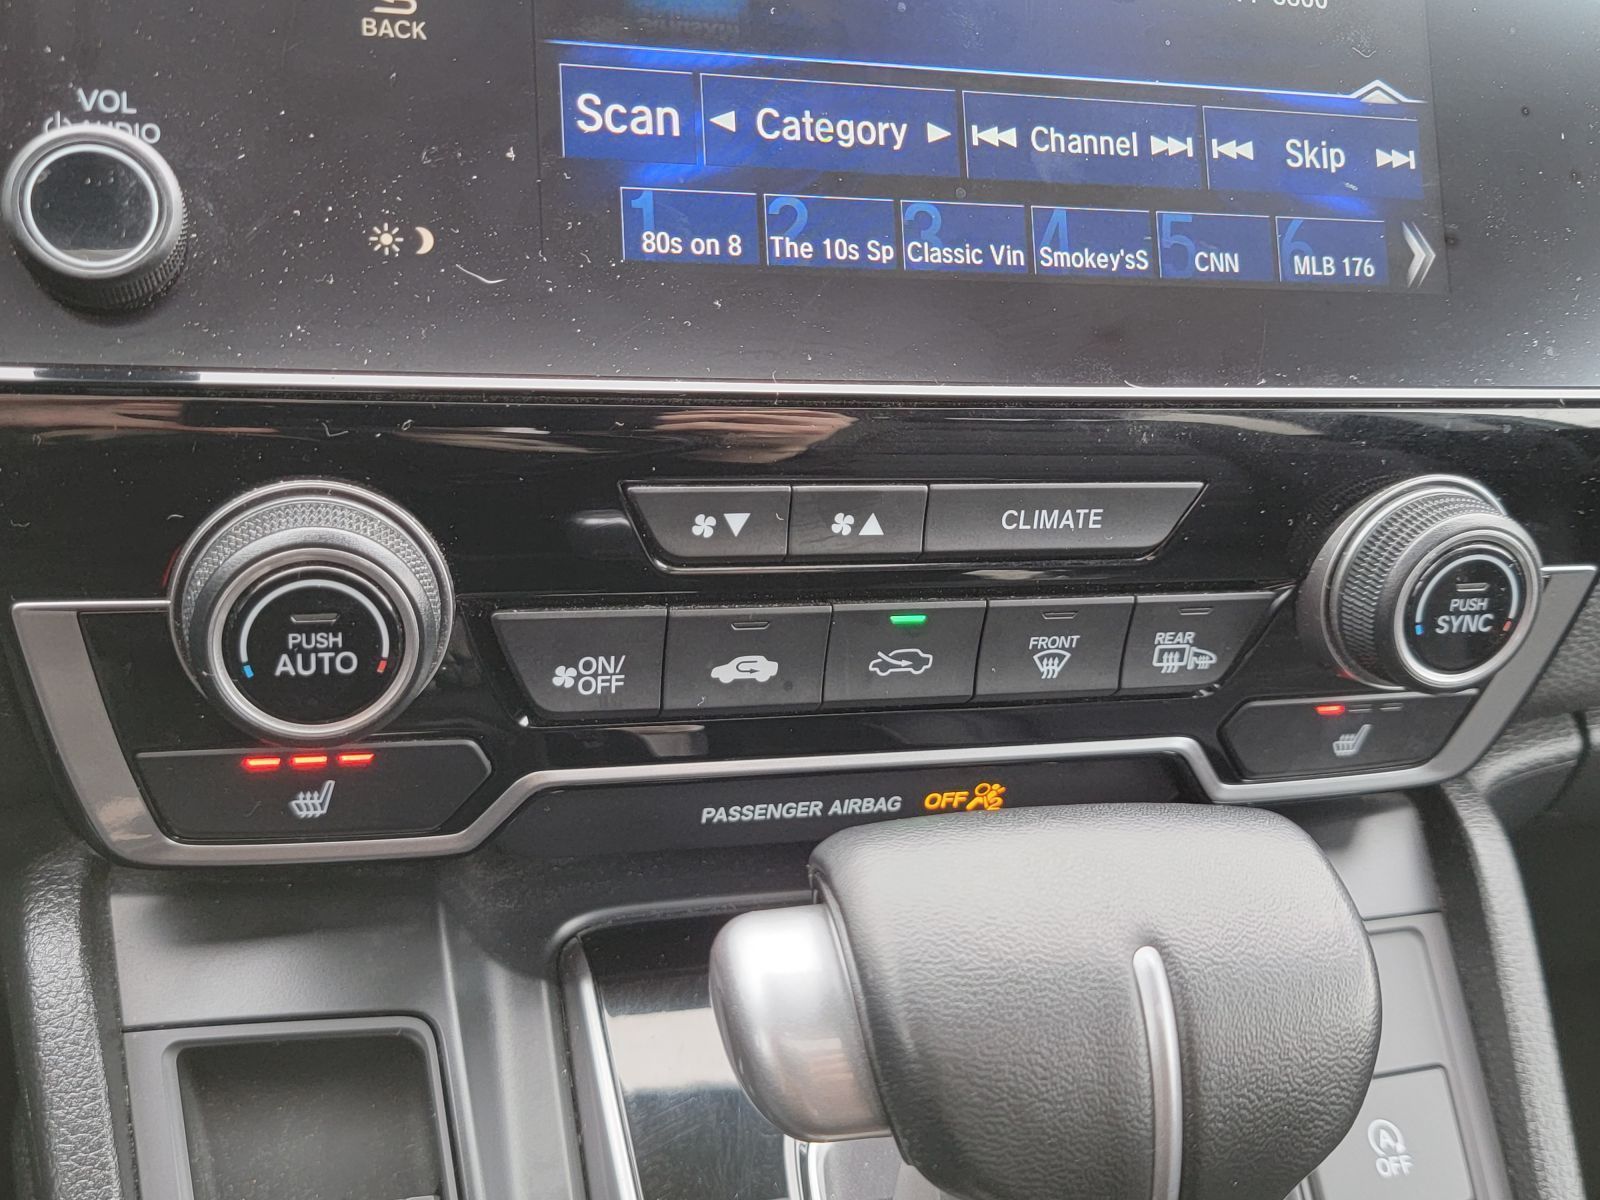 BACK
VOL
AUDIO
Scan
Category
Channel
Skip
1 80s on 8
2 The 10s Sp
3 Classic Vin
4 Smokey'sS
5 CNN
6 MLB 176
CLIMATE
PUSH
AUTO
ON/
OFF
FRONT
REAR
PUSH
SYNC
PASSENGER AIRBAG OFF
A
OFF